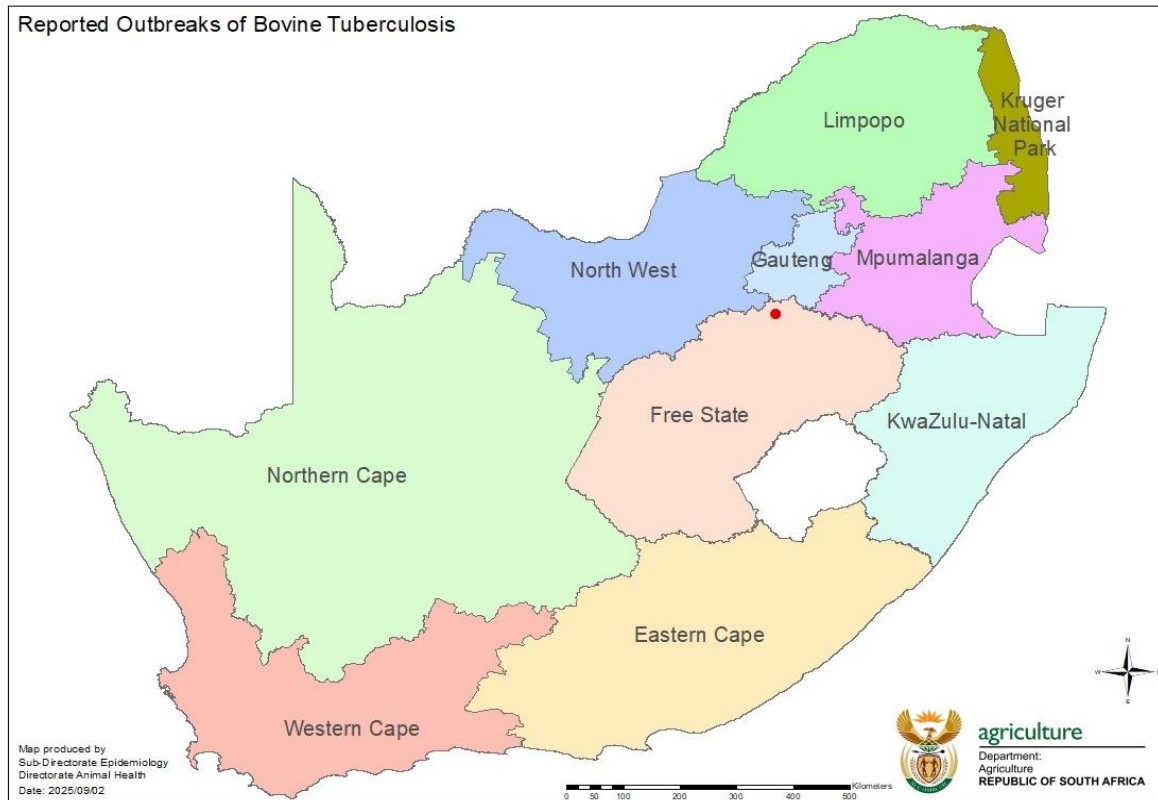 Reported Outbreaks of Bovine Tuberculosis
Limpopo
Kruger
National
Park
North West
Gauteng
Mpumalanga
Free State
KwaZulu-Natal
Northern Cape
Eastern Cape
Western Cape
N
W
E
S
Map produced by
Sub-Directorate Epidemiology
Directorate Animal Health
Date: 2025/09/02
agriculture
Department:
Agriculture
REPUBLIC OF SOUTH AFRICA
Kilometers
0 50 100 200 300 400 500